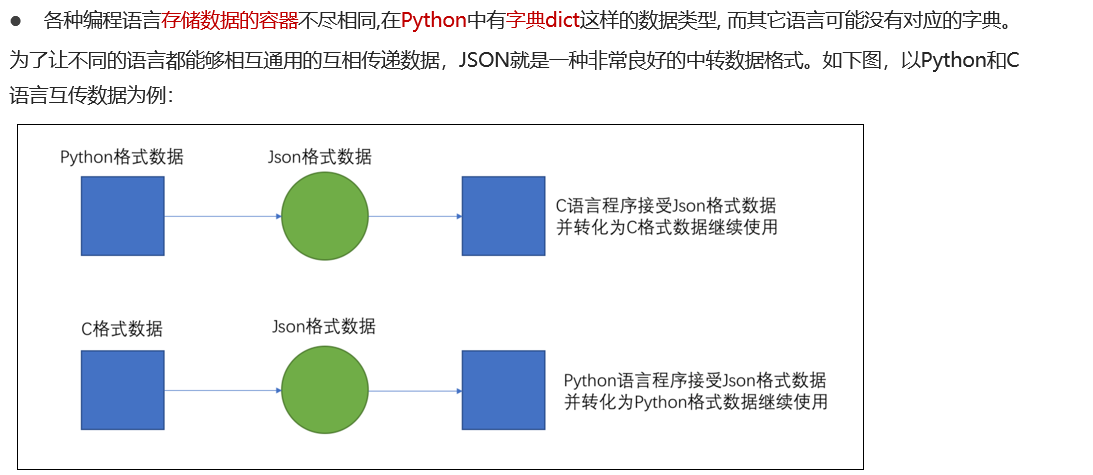 ● 各种编程语言存储数据的容器不尽相同,在Python中有字典dict这样的数据类型, 而其它语言可能没有对应的字典。
为了让不同的语言都能够相互通用的互相传递数据，JSON就是一种非常良好的中转数据格式。如下图，以Python和C
语言互传数据为例：
Python格式数据
Json格式数据
C语言程序接受Json格式数据
并转化为C格式数据继续使用
C格式数据
Json格式数据
Python语言程序接受Json格式数据
并转化为Python格式数据继续使用